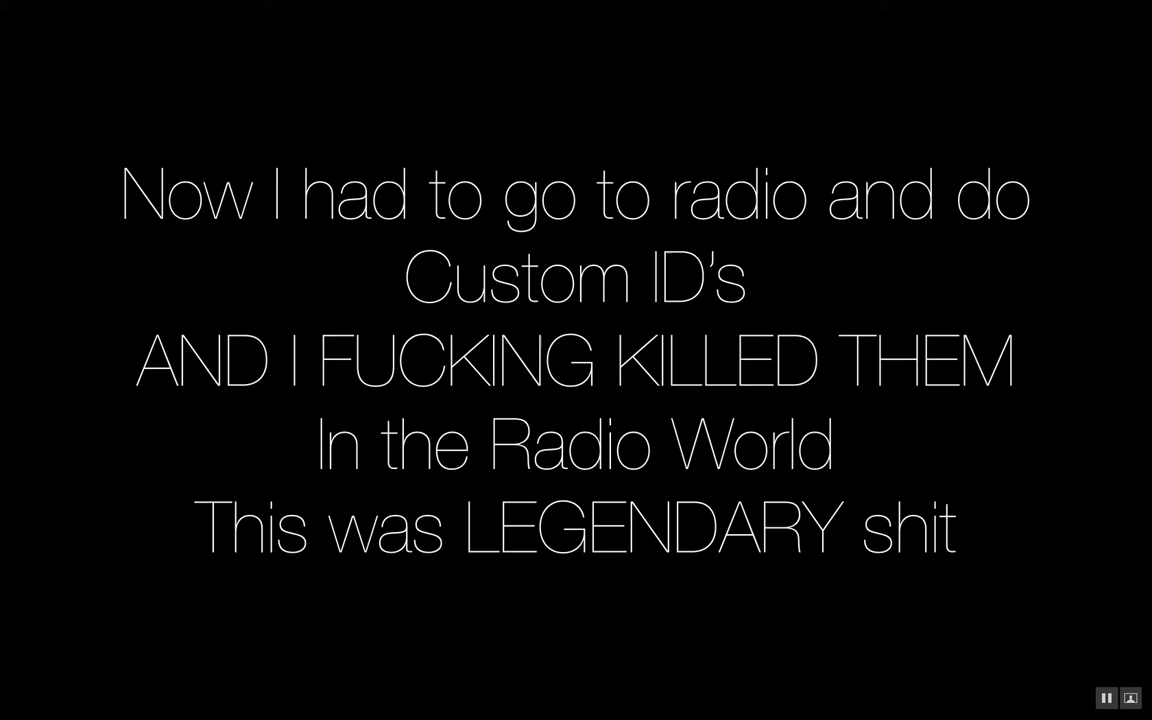 Now I had to go to radio and do
Custom ID’s
AND I FUCKING KILLED THEM
In the Radio World
This was LEGENDARY shit